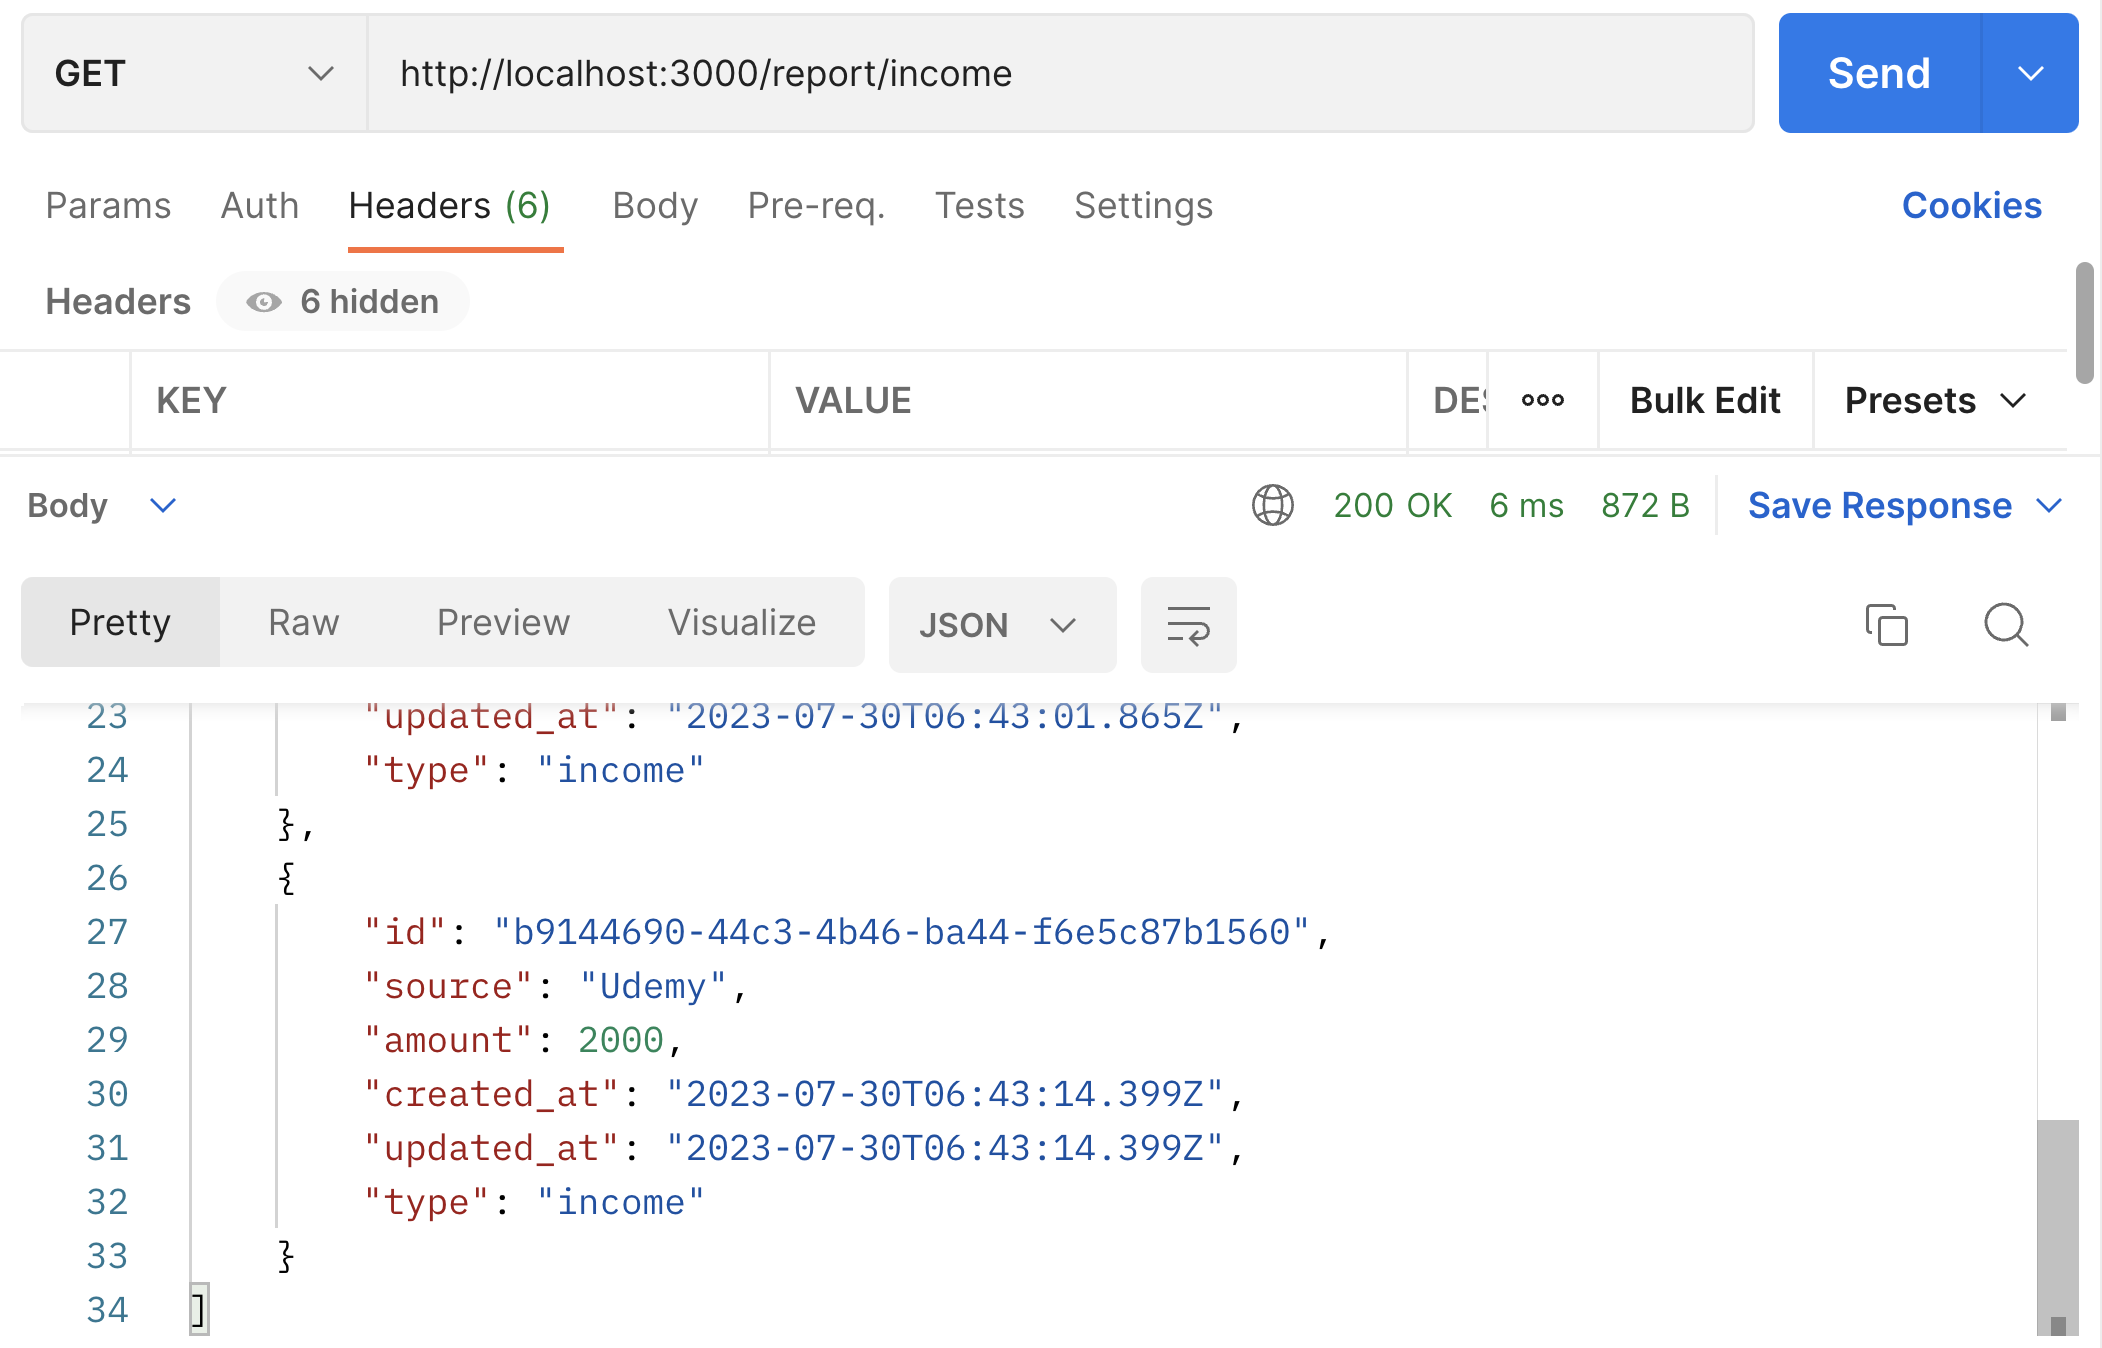 GET http://localhost:3000/report/income Send
Params Auth Headers (6) Body Pre-req. Tests Settings Cookies
Headers 6 hidden
KEY VALUE DES Bulk Edit Presets
Body 200 OK 6 ms 872 B Save Response
Pretty Raw Preview Visualize JSON
23 "updated_at": "2023-07-30T06:43:01.865Z",
24 "type": "income"
25 },
26 {
27 "id": "b9144690-44c3-4b46-ba44-f6e5c87b1560",
28 "source": "Udemy",
29 "amount": 2000,
30 "created_at": "2023-07-30T06:43:14.399Z",
31 "updated_at": "2023-07-30T06:43:14.399Z",
32 "type": "income"
33 }
34 ]